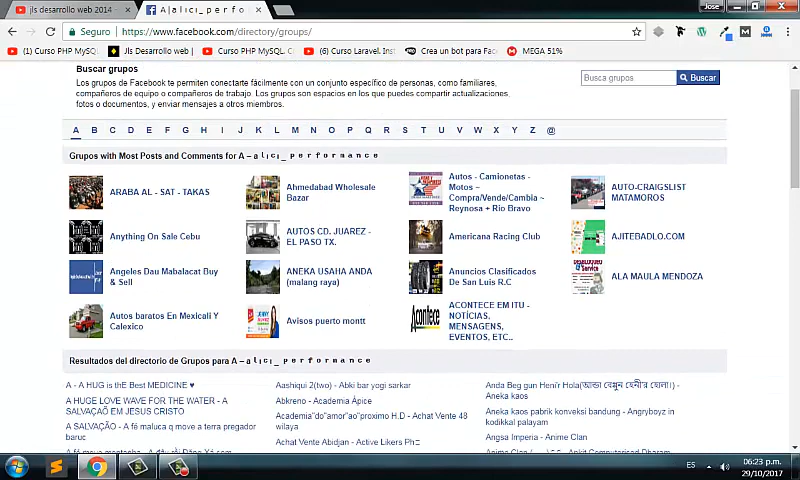 jls desarrollo web 2014 -
A | a l ı c ı _ p e r f o
Jose
Seguro
https://www.facebook.com/directory/groups/
(1) Curso PHP MySQL
JLS Desarrollo web |
Curso PHP MySQL. C
(6) Curso Laravel. Inst
Crea un bot para Fac
MEGA 51%
Buscar grupos
Los grupos de Facebook te permiten conectarte fácilmente con un conjunto específico de personas, como familiares,
compañeros de equipo o compañeros de trabajo. Los grupos son espacios en los que puedes compartir actualizaciones,
fotos o documentos, y enviar mensajes a otros miembros.
Busca grupos
Buscar
A B C D E F G H I J K L M N O P Q R S T U V W X Y Z @
Grupos with Most Posts and Comments for A – a l ı c ı _ p e r f o r m a n c e
ARABA AL - SAT - TAKAS
Ahmedabad Wholesale
Bazar
Autos - Camionetas -
Motos ~
Compra/Vende/Cambia ~
Reynosa + Rio Bravo
AUTO-CRAIGSLIST
MATAMOROS
Anything On Sale Cebu
AUTOS CD. JUAREZ -
EL PASO TX.
Americana Racing Club
AJITEBADLO.COM
Angeles Dau Mabalacat Buy
& Sell
ANEKA USAHA ANDA
(malang raya)
Anuncios Clasificados
De San Luis R.C
ALA MAULA MENDOZA
Autos baratos En Mexicali Y
Calexico
Avisos puerto montt
Acontece
ACONTECE EM ITU -
NOTÍCIAS,
MENSAGENS,
EVENTOS, ETC..
Resultados del directorio de Grupos para A – a l ı c ı _ p e r f o r m a n c e
A - A HUG is thE Best MEDICINE ♥
A HUGE LOVE WAVE FOR THE WATER - A
SALVAÇAÕ EM JESUS CRISTO
A SALVAÇÃO - A fé maluca q move a terra pregador
baruc
Aashiqui 2(two) - Abki bar yogi sarkar
Abkreno - Academia Ápice
Academia"do"amor"ao"proximo H.D - Achat Vente 48
wilaya
Achat Vente Abidjan - Active Likers Ph
Aneka kaos
Aneka kaos pabrik konveksi bandung - Angryboyz in
kodikkal palayam
Angsa Imperia - Anime Clan
ES
06:23 p.m.
29/10/2017